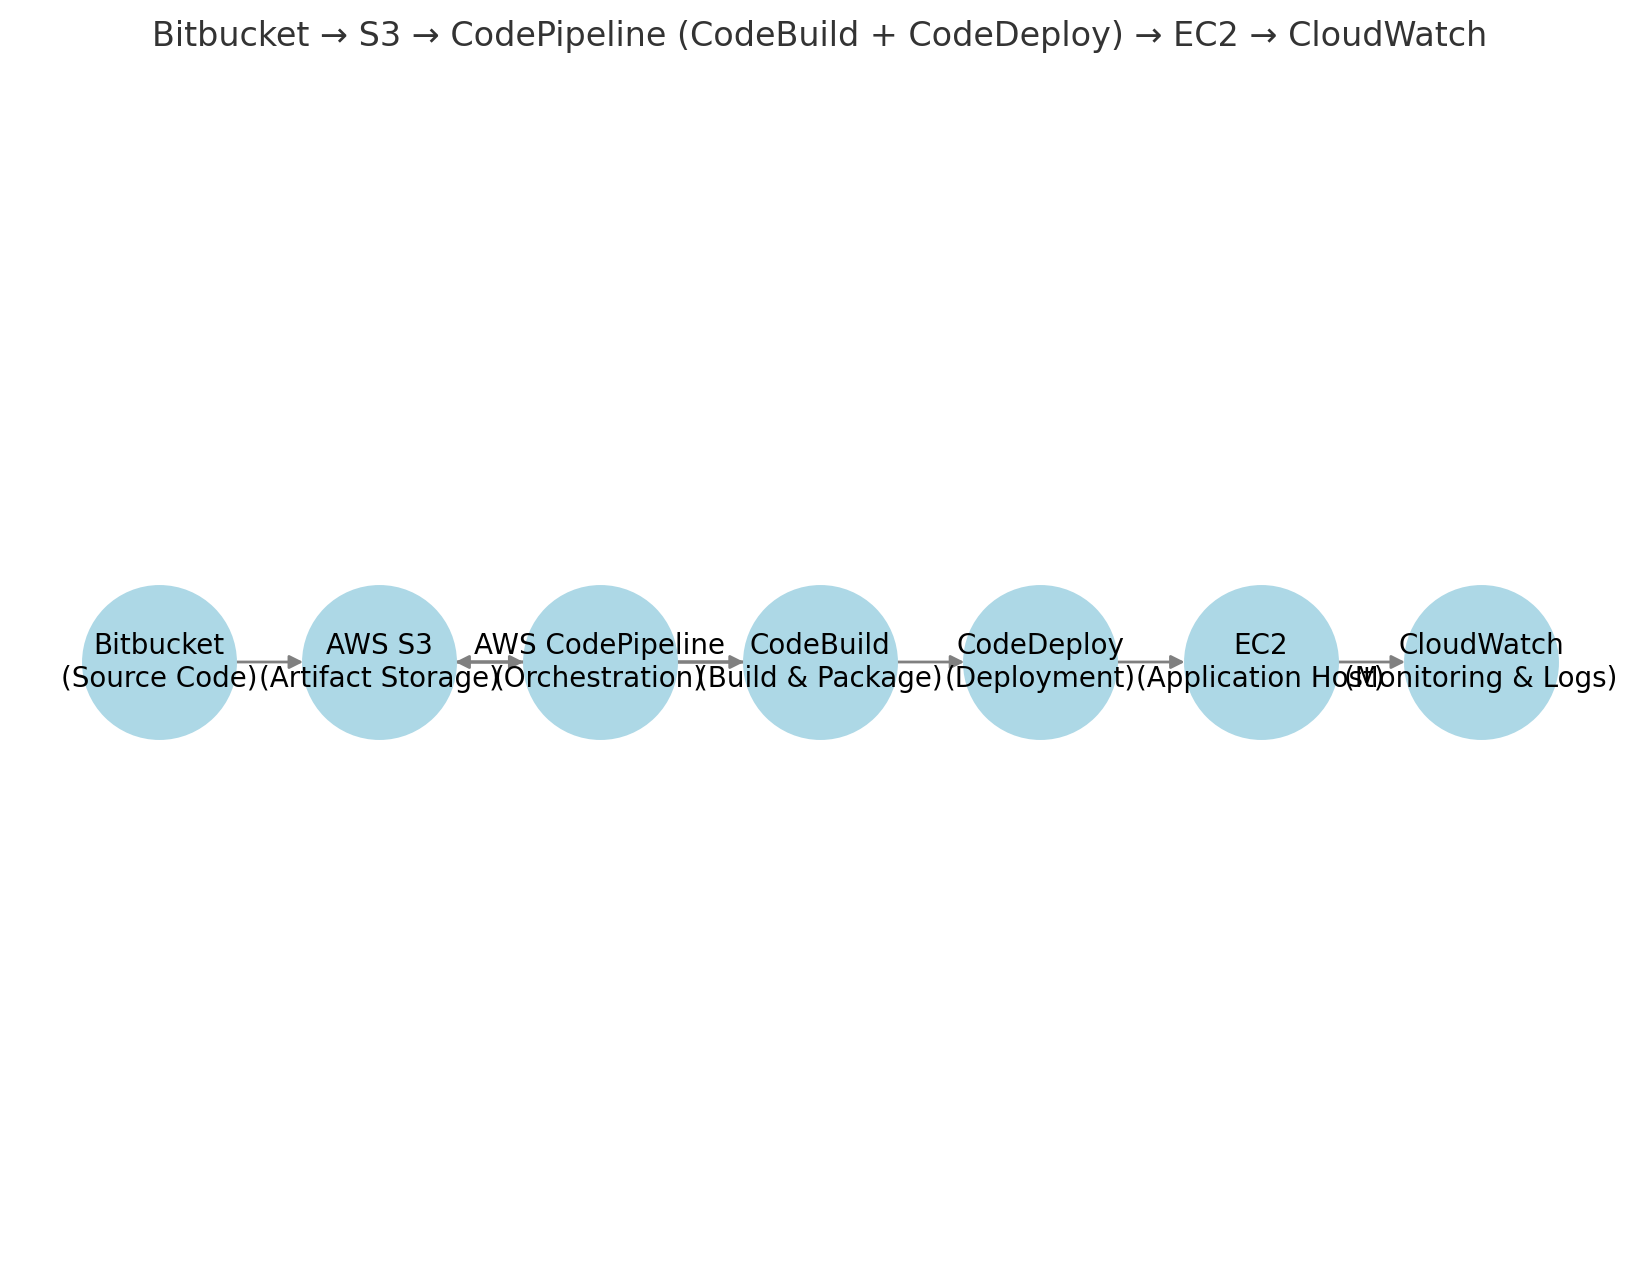 Bitbucket → S3 → CodePipeline (CodeBuild + CodeDeploy) → EC2 → CloudWatch
Bitbucket
(Source Code)
AWS S3
(Artifact Storage)
AWS CodePipeline
(Orchestration)
CodeBuild
(Build & Package)
CodeDeploy
(Deployment)
EC2
(Application Host)
CloudWatch
(Monitoring & Logs)